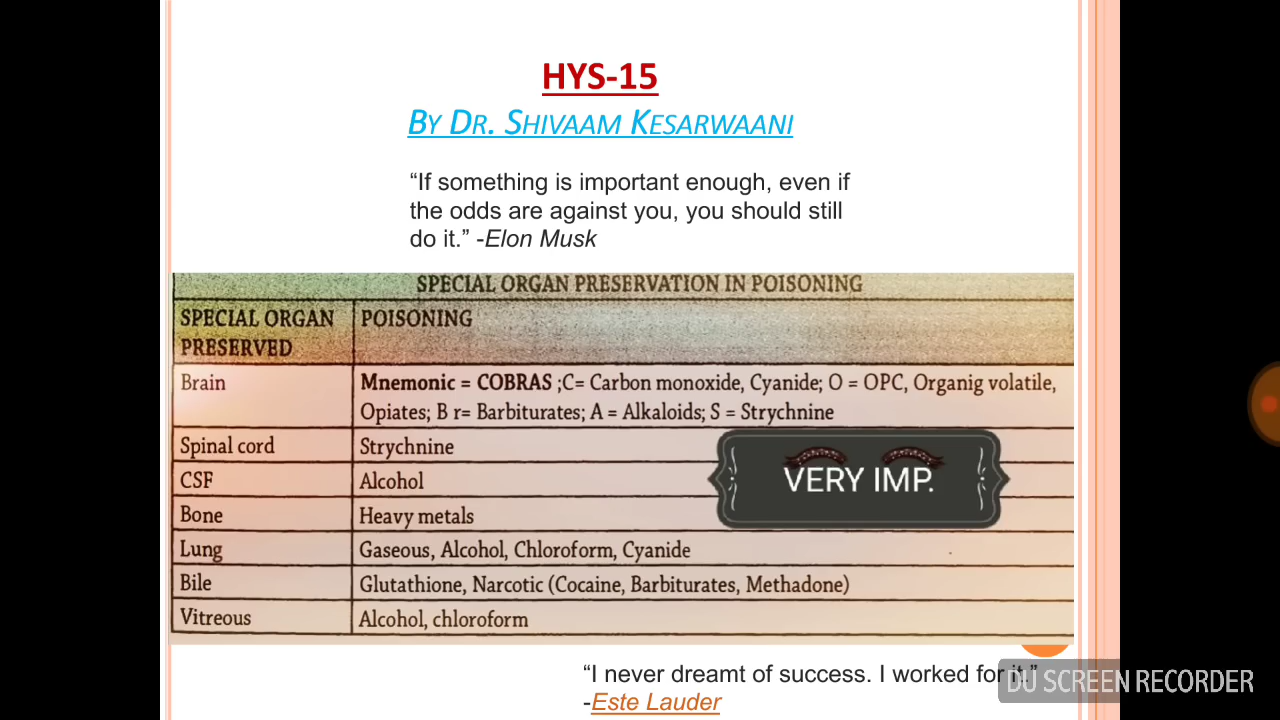 HYS-15
BY DR. SHIVAAM KESARWAANI
“If something is important enough, even if
the odds are against you, you should still
do it.” -Elon Musk
SPECIAL ORGAN PRESERVATION IN POISONING
SPECIAL ORGAN PRESERVED POISONING
Brain Mnemonic = COBRAS ;C= Carbon monoxide, Cyanide; O = OPC, Organig volatile,
Opiates; B r= Barbiturates; A = Alkaloids; S = Strychnine
Spinal cord Strychnine
CSF Alcohol
VERY IMP.
Bone Heavy metals
Lung Gaseous, Alcohol, Chloroform, Cyanide
Bile Glutathione, Narcotic (Cocaine, Barbiturates, Methadone)
Vitreous Alcohol, chloroform
“I never dreamt of success. I worked for it.”
-Este Lauder
DU SCREEN RECORDER